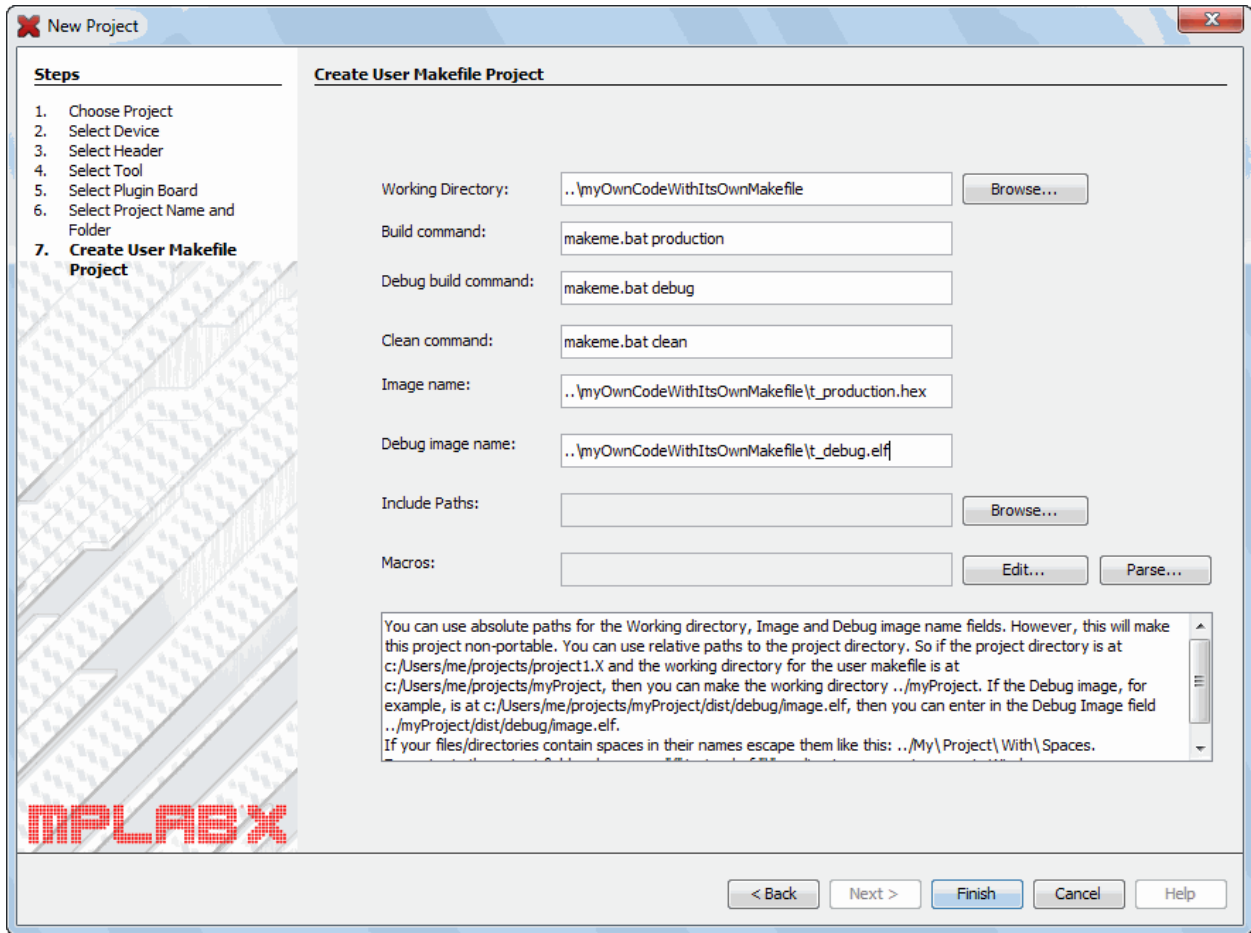 New Project
Steps
1. Choose Project
2. Select Device
3. Select Header
4. Select Tool
5. Select Plugin Board
6. Select Project Name and
Folder
7. Create User Makefile
Project
Create User Makefile Project
Working Directory: ..\myOwnCodeWithItsOwnMakefile Browse...
Build command: makeme.bat production
Debug build command: makeme.bat debug
Clean command: makeme.bat clean
Image name: ..\myOwnCodeWithItsOwnMakefile\t_production.hex
Debug image name: ..\myOwnCodeWithItsOwnMakefile\t_debug.elf
Include Paths: Browse...
Macros: Edit... Parse...
You can use absolute paths for the Working directory, Image and Debug image name fields. However, this will make
this project non-portable. You can use relative paths to the project directory. So if the project directory is at
c:/Users/me/projects/project1.X and the working directory for the user makefile is at
c:/Users/me/projects/myProject, then you can make the working directory ../myProject. If the Debug image, for
example, is at c:/Users/me/projects/myProject/dist/debug/image.elf, then you can enter in the Debug Image field
../myProject/dist/debug/image.elf.
If your files/directories contain spaces in their names escape them like this: ../My\ Project\ With\ Spaces.
MPLAB X
< Back Next > Finish Cancel Help